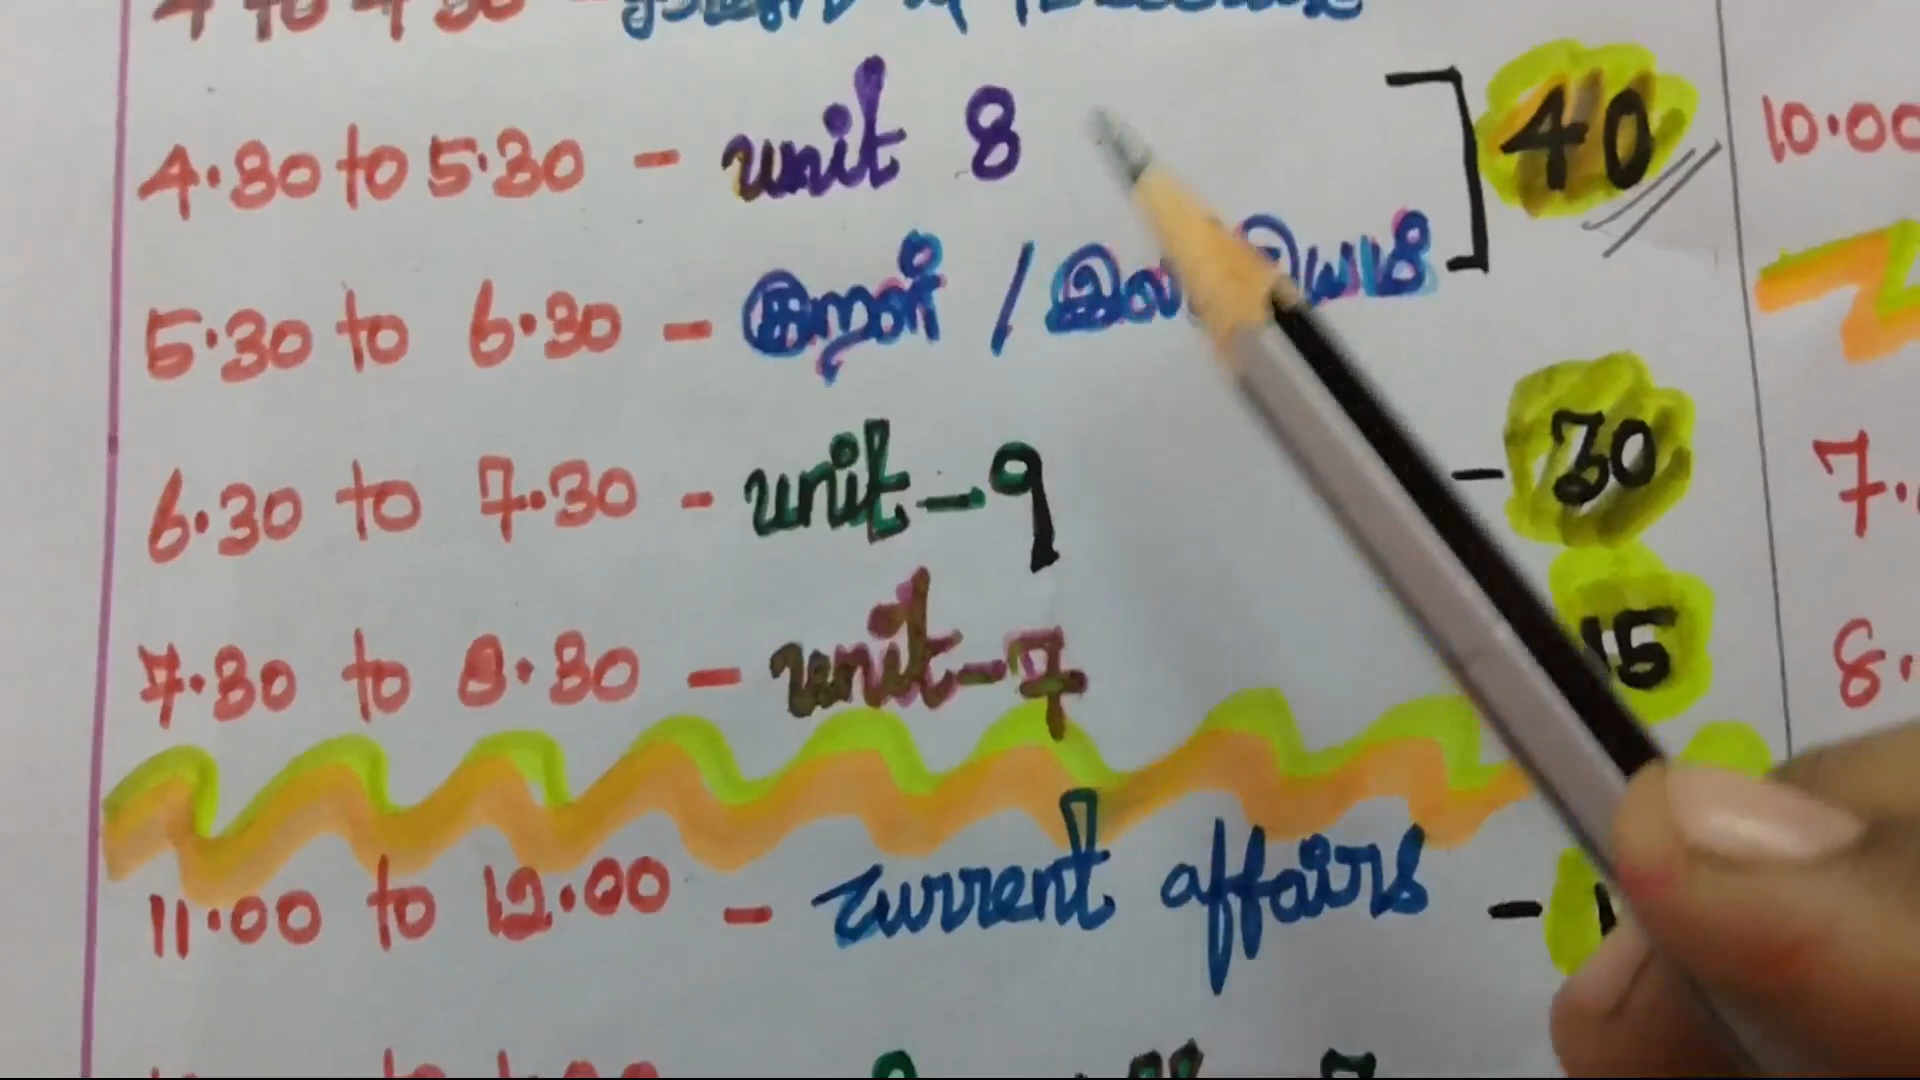 4.30 to 5.30 - unit 8 40 10.00
5.30 to 6.30 - குறள் /
6.30 to 7.30 - unit-9 - 30 7.
7.30 to 8.30 - unit-7 15 8.
11.00 to 12.00 - current affairs -